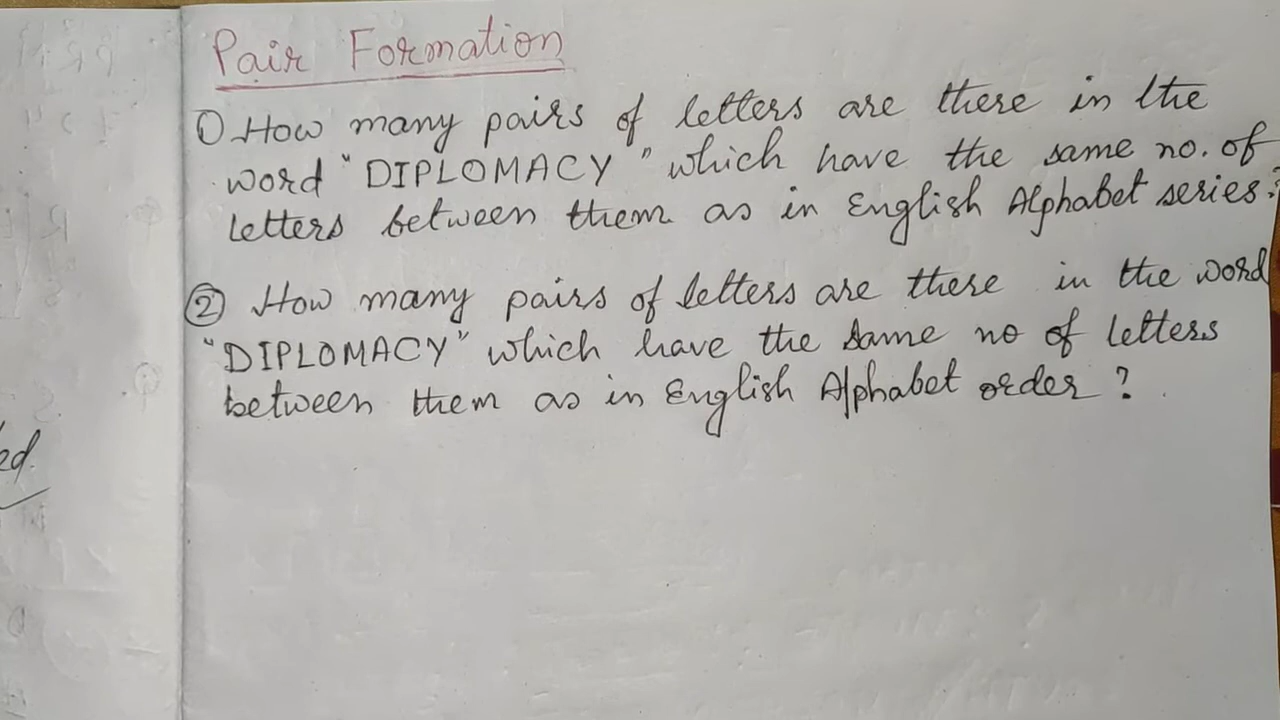 Pair Formation
1) How many pairs of letters are there in the
word "DIPLOMACY" which have the same no. of
letters between them as in English Alphabet series?
2) How many pairs of letters are there in the word
"DIPLOMACY" which have the same no of letters
between them as in English Alphabet order?
ed.